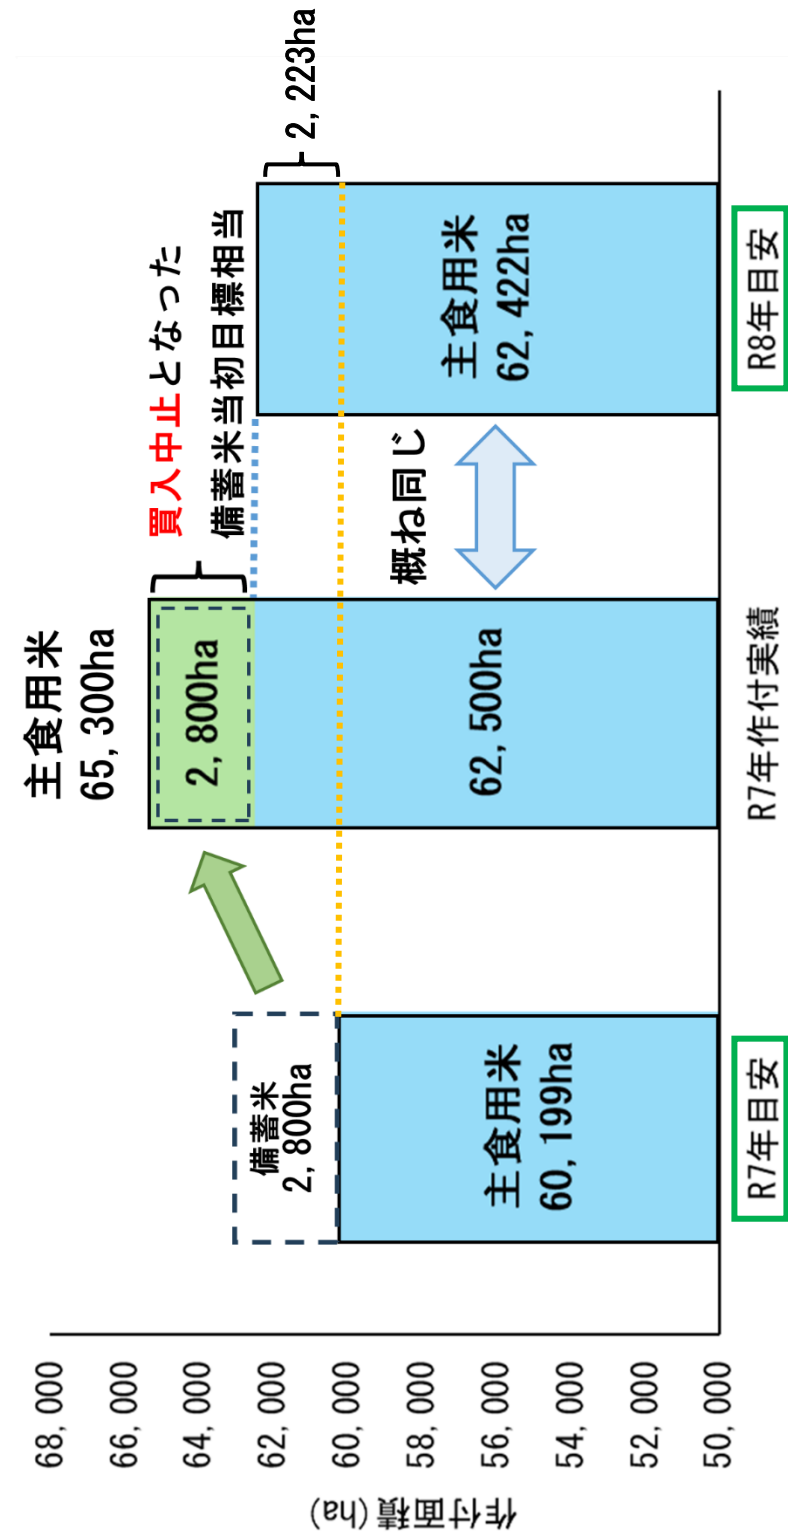 作付面積(ha)
68,000
66,000
64,000
62,000
60,000
58,000
56,000
54,000
52,000
50,000
備蓄米
2,800ha
主食用米
60,199ha
R7年目安
主食用米
65,300ha
2,800ha
62,500ha
R7年作付実績
買入中止となった
備蓄米当初目標相当
概ね同じ
2,223ha
主食用米
62,422ha
R8年目安